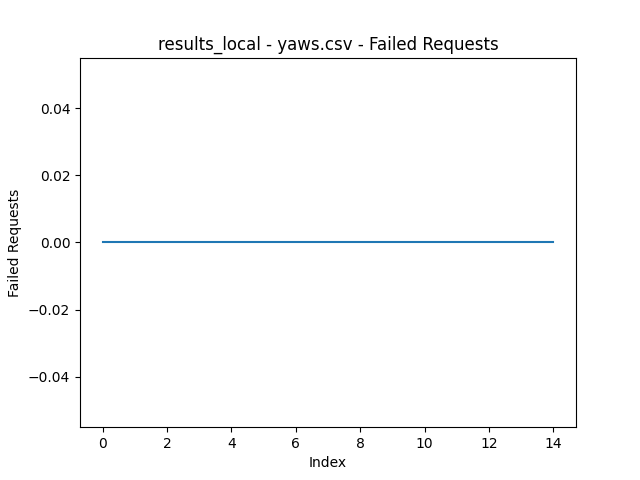 results_local - yaws.csv - Failed Requests
0.04
0.02
0.00
−0.02
−0.04
Failed Requests
0 2 4 6 8 10 12 14
Index